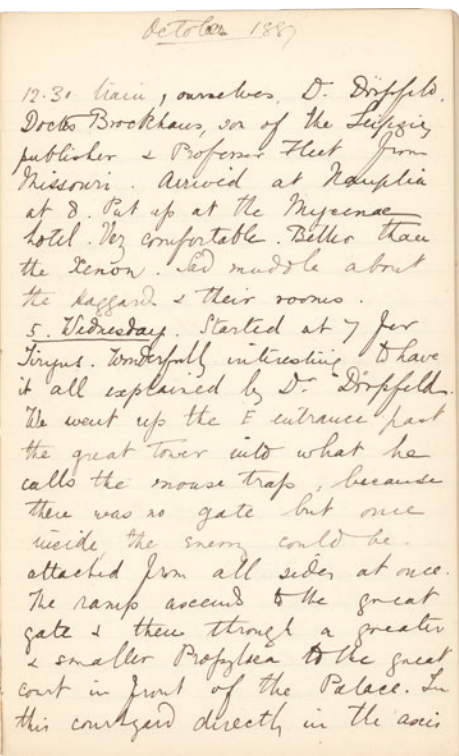 October 1887
12.30 train, ourselves, Dr. Dörpfeld,
Doctor Brockhaus, son of the Leipzig
publisher & Professor Fleet from
Missouri. Arrived at Nauplia
at 8. Put up at the Mycenae
hotel. Very comfortable. Better than
the Xenon. Sad muddle about
the Haggards & their rooms.
5. Wednesday. Started at 7 for
Tiryns. Wonderfully interesting to have
it all explained by Dr. Dörpfeld.
We went up the E entrance past
the great tower into what he
calls the mouse trap, because
there was no gate but once
inside, the enemy could be
attacked from all sides at once.
The ramp ascends to the great
gate & then through a greater
& smaller Propylaea to the great
court in front of the Palace. In
this courtyard directly in the axis